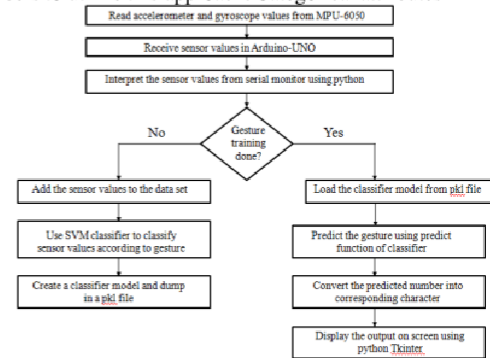 Read accelerometer and gyroscope values from MPU-6050
Receive sensor values in Arduino-UNO
Interpret the sensor values from serial monitor using python
Gesture
training
done?
No
Yes
Add the sensor values to the data set
Use SVM classifier to classify
sensor values according to gesture
Create a classifier model and dump
in a pkl file
Load the classifier model from pkl file
Predict the gesture using predict
function of classifier
Convert the predicted number into
corresponding character
Display the output on screen using
python Tkinter